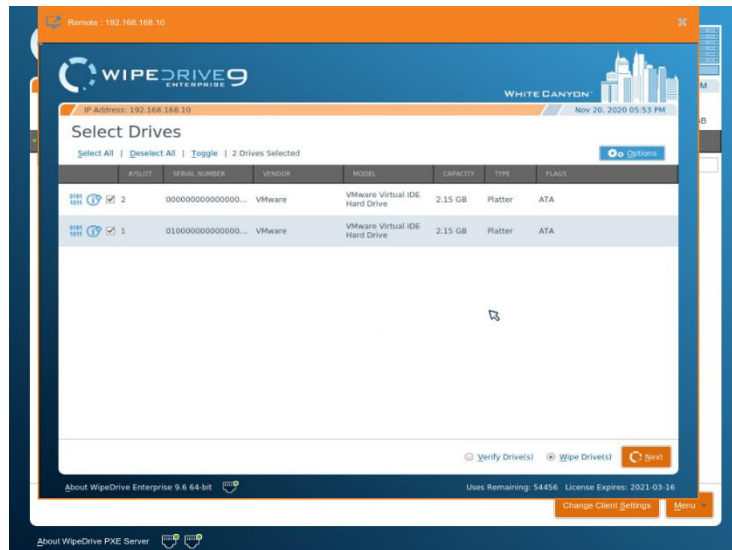 Remote : 192.168.168.10
WIPEDRIVE9
ENTERPRISE
WHITECANYON
IP Address: 192.168.168.10
Nov 20, 2020 05:53 PM
M
Select Drives
Select All | Deselect All | Toggle | 2 Drives Selected
Options
#/SLOT SERIAL NUMBER VENDOR MODEL CAPACITY TYPE FLAGS
2 000000000000000... VMware VMware Virtual IDE Hard Drive 2.15 GB Platter ATA
1 010000000000000... VMware VMware Virtual IDE Hard Drive 2.15 GB Platter ATA
Verify Drive(s) Wipe Drive(s) Next
About WipeDrive Enterprise 9.6 64-bit
Uses Remaining: 54456 License Expires: 2021-03-16
Change Client Settings Menu
About WipeDrive PXE Server